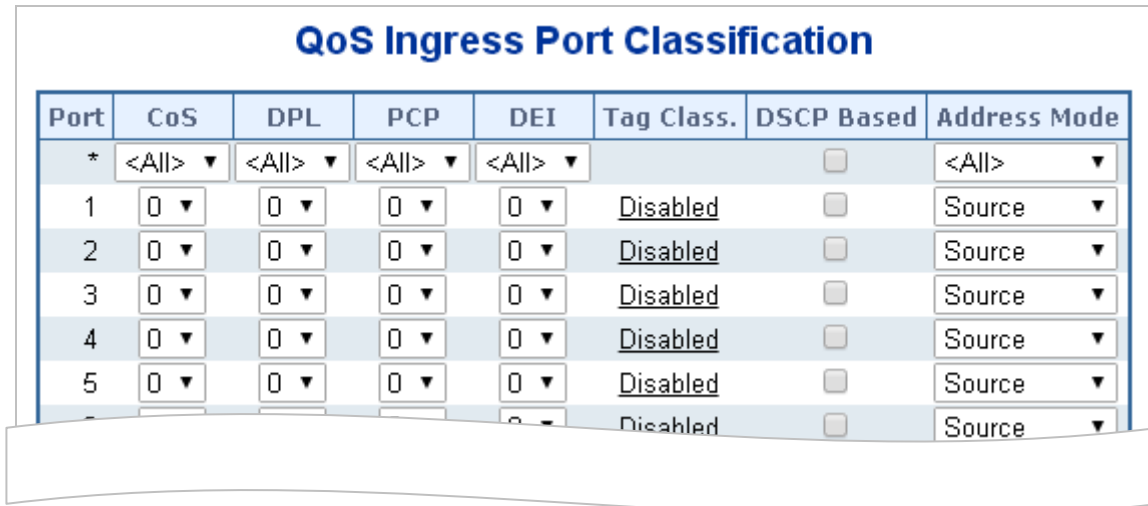 QoS Ingress Port Classification
Port CoS DPL PCP DEI Tag Class. DSCP Based Address Mode
* <All> <All> <All> <All> <All>
1 0 0 0 0 Disabled Source
2 0 0 0 0 Disabled Source
3 0 0 0 0 Disabled Source
4 0 0 0 0 Disabled Source
5 0 0 0 0 Disabled Source
Disabled Source